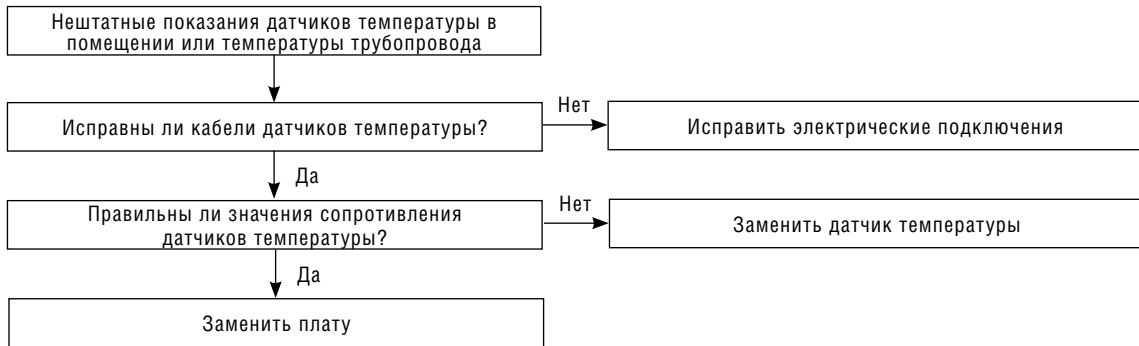 Нештатные показания датчиков температуры в
помещении или температуры трубопровода
Исправны ли кабели датчиков температуры?
Нет
Исправить электрические подключения
Да
Правильны ли значения сопротивления
датчиков температуры?
Нет
Заменить датчик температуры
Да
Заменить плату